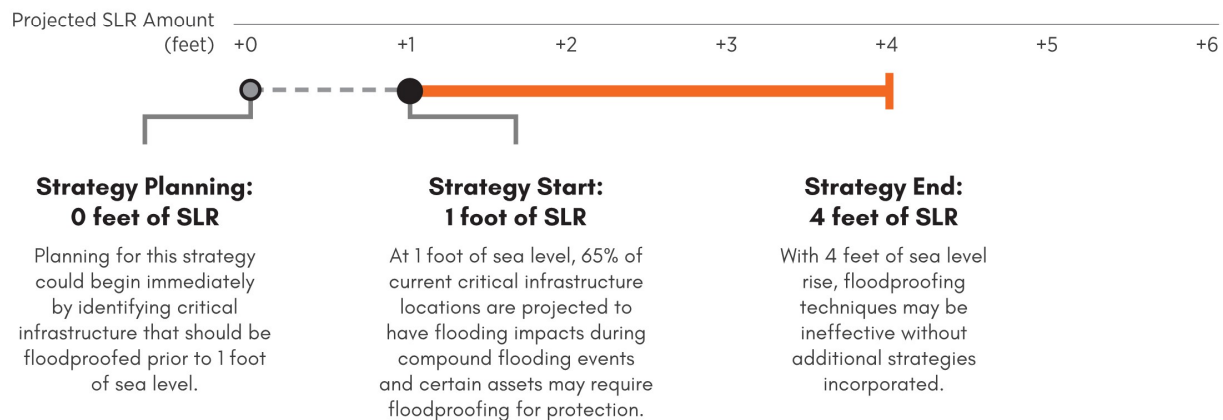 Projected SLR Amount
(feet) +0 +1 +2 +3 +4 +5 +6
Strategy Planning:
0 feet of SLR
Planning for this strategy
could begin immediately
by identifying critical
infrastructure that should be
floodproofed prior to 1 foot
of sea level.
Strategy Start:
1 foot of SLR
At 1 foot of sea level, 65% of
current critical infrastructure
locations are projected to
have flooding impacts during
compound flooding events
and certain assets may require
floodproofing for protection.
Strategy End:
4 feet of SLR
With 4 feet of sea level
rise, floodproofing
techniques may be
ineffective without
additional strategies
incorporated.